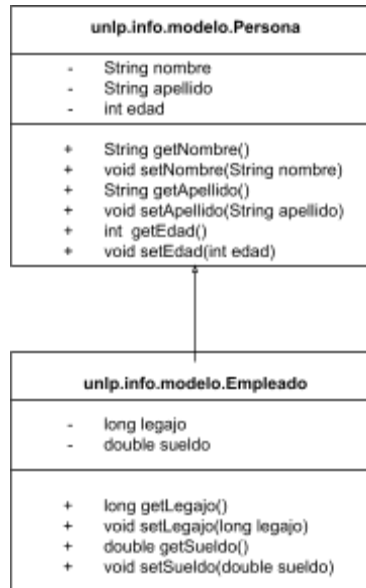 unlp.info.modelo.Persona
- String nombre
- String apellido
- int edad
+ String getNombre()
+ void setNombre(String nombre)
+ String getApellido()
+ void setApellido(String apellido)
+ int getEdad()
+ void setEdad(int edad)
unlp.info.modelo.Empleado
- long legajo
- double sueldo
+ long getLegajo()
+ void setLegajo(long legajo)
+ double getSueldo()
+ void setSueldo(double sueldo)